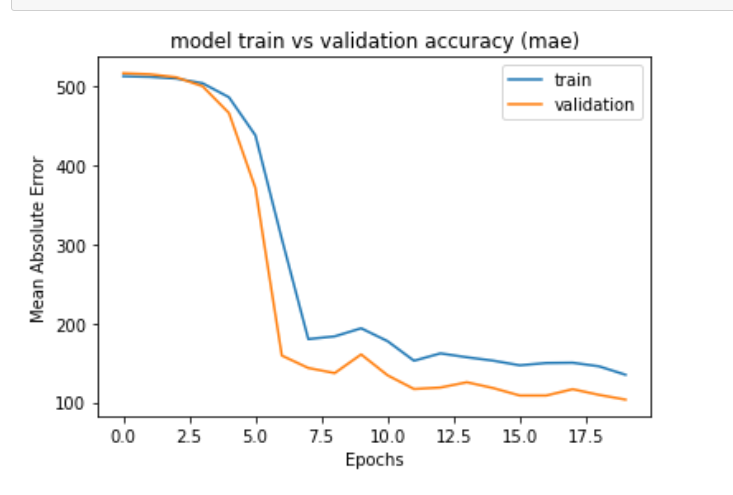 model train vs validation accuracy (mae)
train
validation
500
400
300
200
100
Mean Absolute Error
0.0 2.5 5.0 7.5 10.0 12.5 15.0 17.5
Epochs